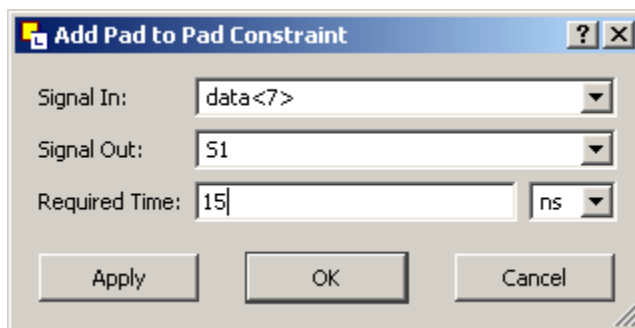 Add Pad to Pad Constraint
Signal In: data<7>
Signal Out: S1
Required Time: 15 ns
Apply OK Cancel